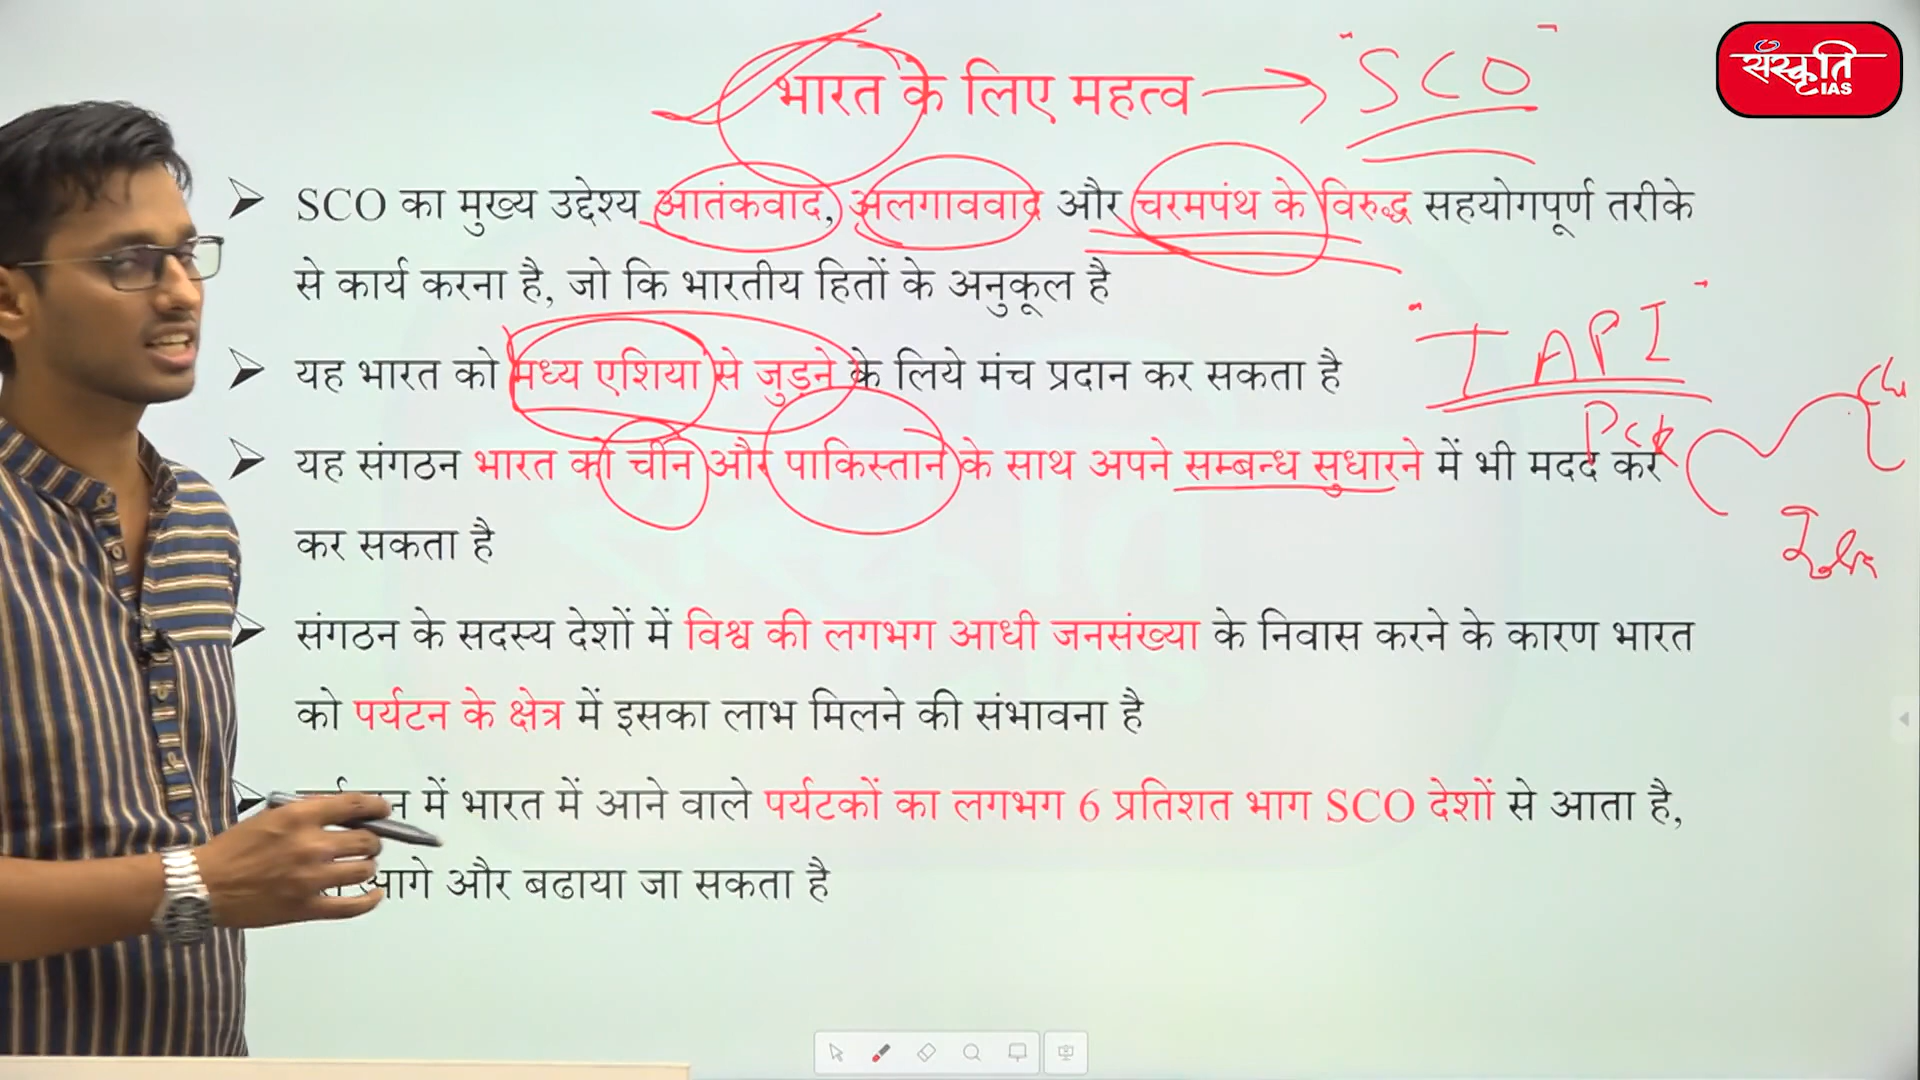 भारत के लिए महत्व
"SCO"
संस्कृति
IAS
SCO का मुख्य उद्देश्य आतंकवाद, अलगाववाद और चरमपंथ के विरुद्ध सहयोगपूर्ण तरीके
से कार्य करना है, जो कि भारतीय हितों के अनुकूल है
"TAPI"
यह भारत को मध्य एशिया से जुड़ने के लिये मंच प्रदान कर सकता है
यह संगठन भारत को चीन और पाकिस्तान के साथ अपने सम्बन्ध सुधारने में भी मदद कर
कर सकता है
संगठन के सदस्य देशों में विश्व की लगभग आधी जनसंख्या के निवास करने के कारण भारत
को पर्यटन के क्षेत्र में इसका लाभ मिलने की संभावना है
में भारत में आने वाले पर्यटकों का लगभग 6 प्रतिशत भाग SCO देशों से आता है,
आगे और बढाया जा सकता है